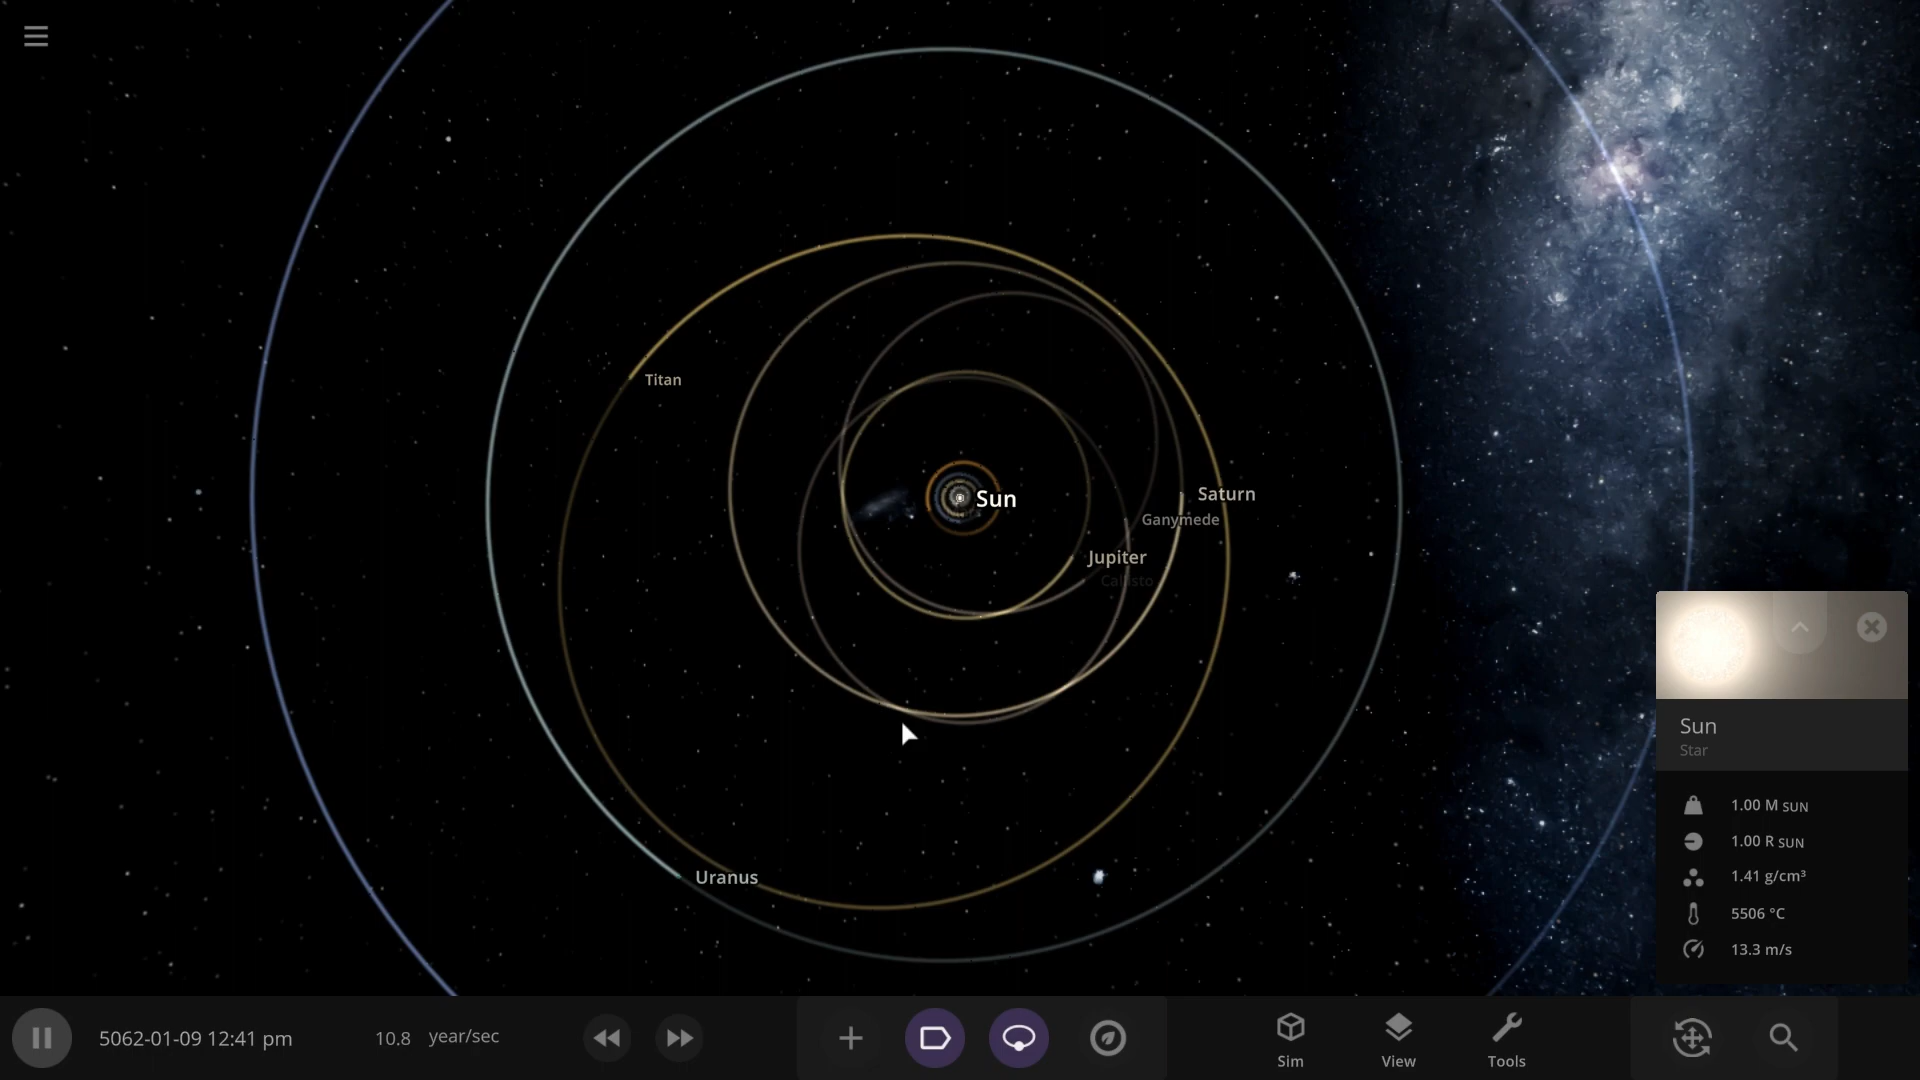 Titan
Sun
Saturn
Ganymede
Jupiter
Callisto
Uranus
Sun
Star
1.00 M SUN
1.00 R SUN
1.41 g/cm³
5506 °C
13.3 m/s
5062-01-09 12:41 pm
10.8 year/sec
Sim
View
Tools